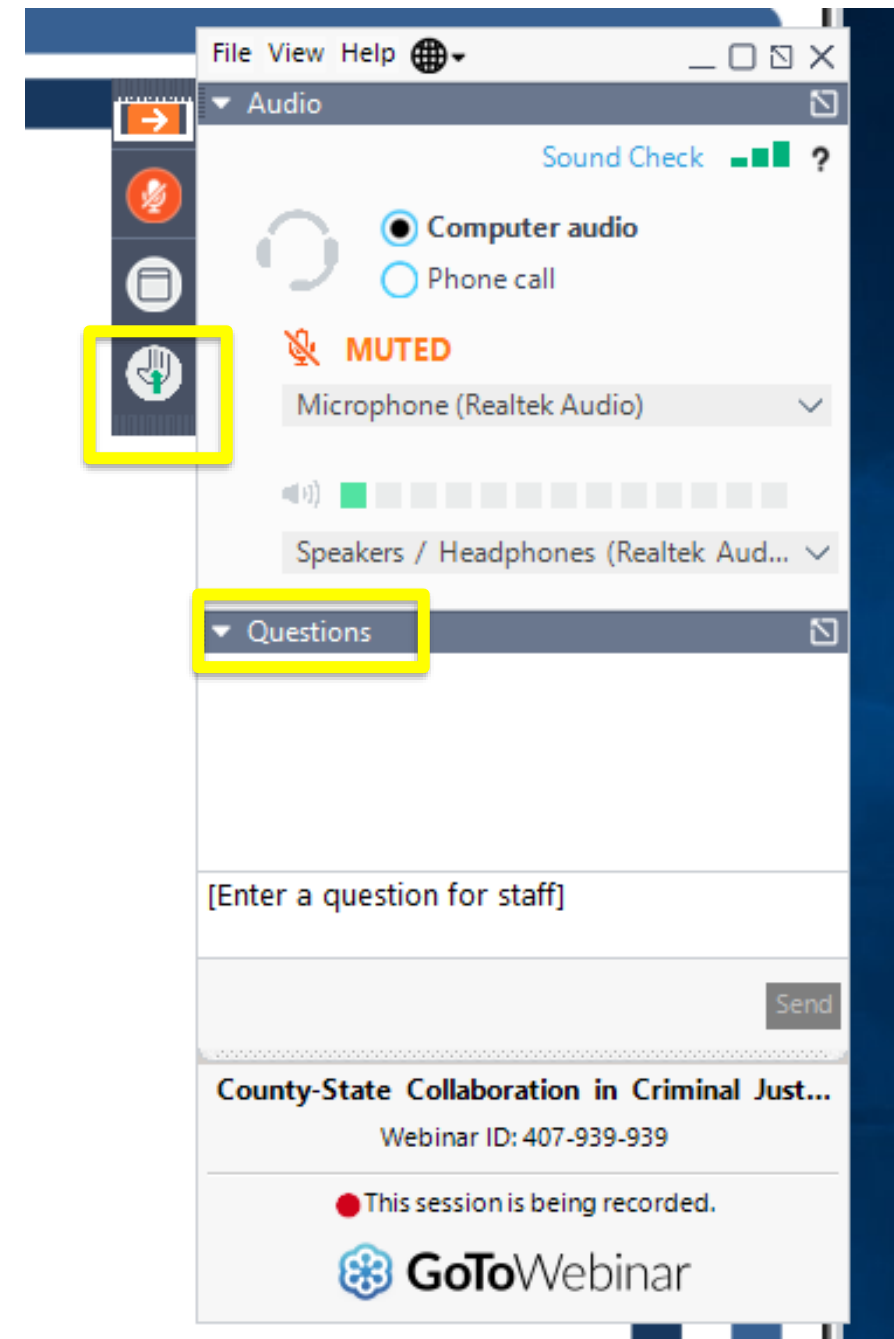 File View Help
Audio
Sound Check ?
Computer audio
Phone call
MUTED
Microphone (Realtek Audio)
Speakers / Headphones (Realtek Aud...
Questions
[Enter a question for staff]
Send
County-State Collaboration in Criminal Just...
Webinar ID: 407-939-939
This session is being recorded.
GoToWebinar